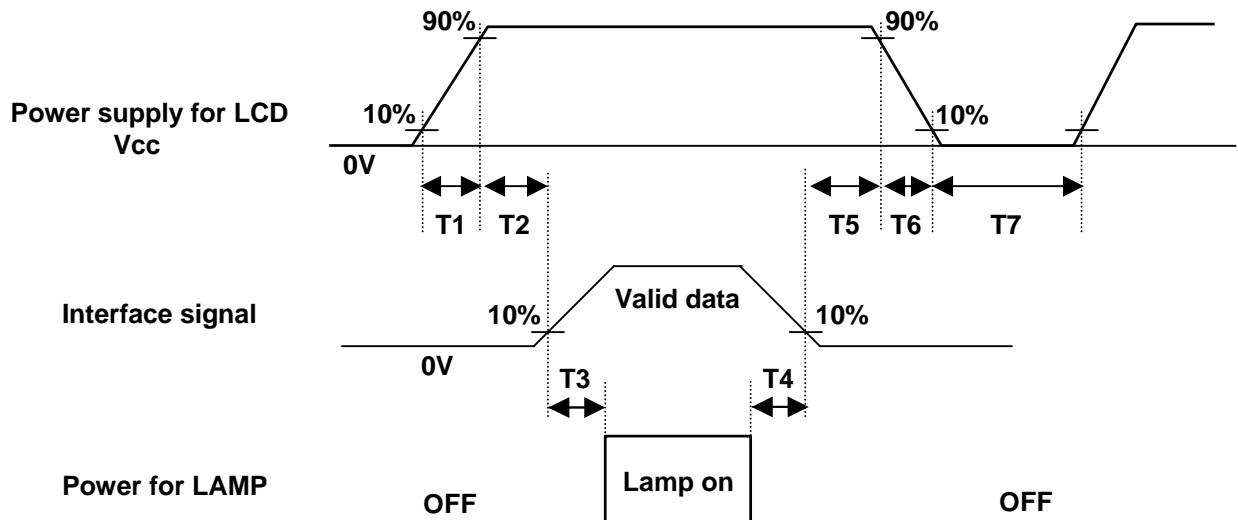 90%
90%
Power supply for LCD
Vcc
10%
10%
0V
T1
T2
T5
T6
T7
Interface signal
Valid data
10%
10%
0V
T3
T4
Power for LAMP
Lamp on
OFF
OFF